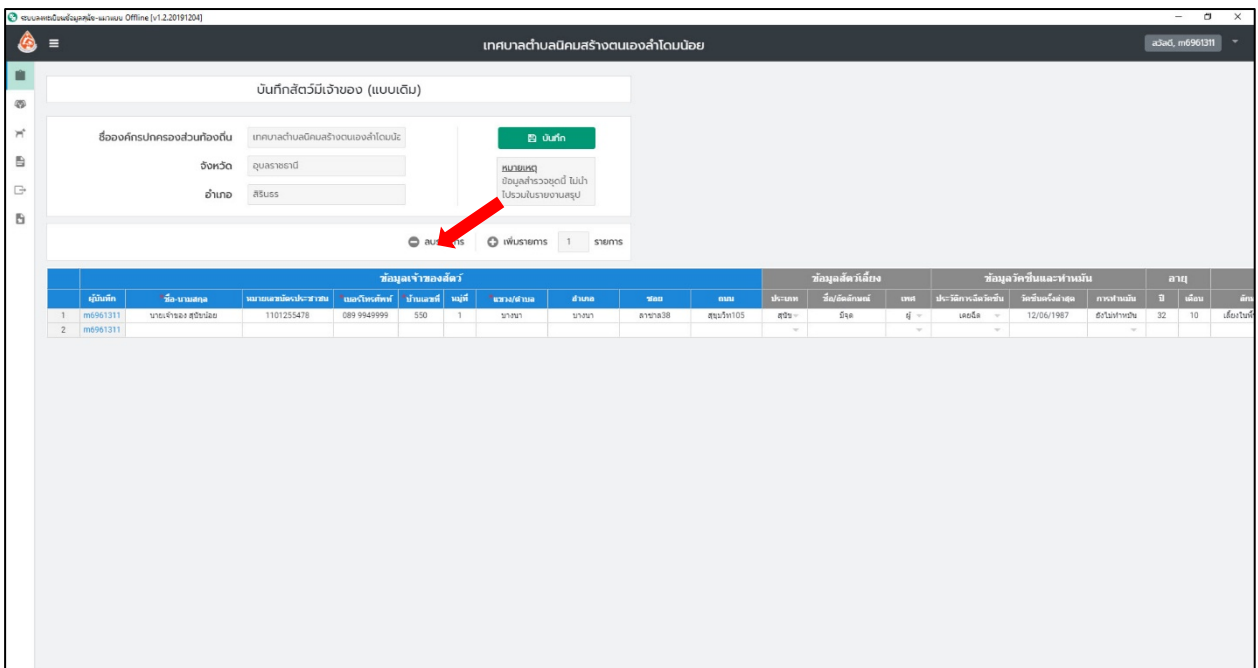 ระบบลงทะเบียนข้อมูลสุนัข-แมวแบบ Offline [v1.2.20191204]
เทศบาลตำบลนิคมสร้างตนเองลำโดมน้อย
สวัสดี, m6961311
บันทึกสัตว์มีเจ้าของ (แบบเดิม)
ชื่อองค์กรปกครองส่วนท้องถิ่น เทศบาลตำบลนิคมสร้างตนเองลำโดมน้อ
บันทึก
จังหวัด อุบลราชธานี
อำเภอ สิรินธร
หมายเหตุ
ข้อมูลสำรวจชุดนี้ ไม่นำ
ไปรวมในรายงานสรุป
เพิ่มรายการ 1 รายการ
ข้อมูลเจ้าของสัตว์ ข้อมูลสัตว์เลี้ยง ข้อมูลวัคซีนและทำหมัน อายุ
ผู้บันทึก *ชื่อ-นามสกุล หมายเลขบัตรประชาชน *เบอร์โทรศัพท์ *บ้านเลขที่ หมู่ที่ *แขวง/ตำบล อำเภอ ซอย ถนน ประเภท ชื่อ/อัตลักษณ์ เพศ ประวัติการฉีดวัคซีน วัคซีนครั้งล่าสุด การทำหมัน ปี เดือน
1 m6961311 นายเจ้าของ สุนัขน้อย 1101255478 089 9949999 550 1 บางนา บางนา ลาซาล38 สุขุมวิท105 สุนัข มีจุด ผู้ เคยฉีด 12/06/1987 ยังไม่ทำหมัน 32 10
2 m6961311